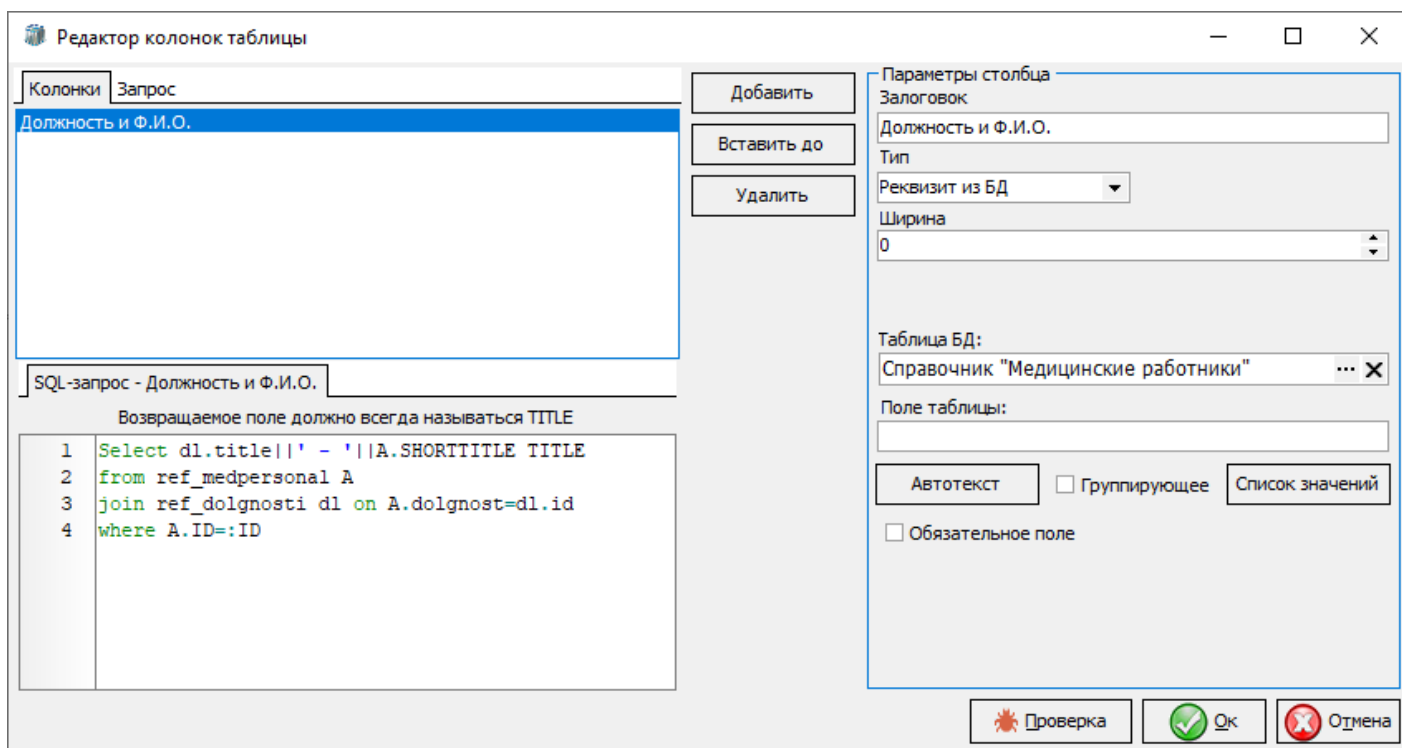 Редактор колонок таблицы
Колонки Запрос
Должность и Ф.И.О.
Добавить
Вставить до
Удалить
Параметры столбца
Залоговок
Должность и Ф.И.О.
Тип
Реквизит из БД
Ширина
0
Таблица БД:
Справочник "Медицинские работники" ...
Поле таблицы:
Автотекст Группирующее Список значений
Обязательное поле
SQL-запрос - Должность и Ф.И.О.
Возвращаемое поле должно всегда называться TITLE
1 Select dl.title||' - '||A.SHORTTITLE TITLE
2 from ref_medpersonal A
3 join ref_dolgnosti dl on A.dolgnost=dl.id
4 where A.ID=:ID
Проверка Ок Отмена